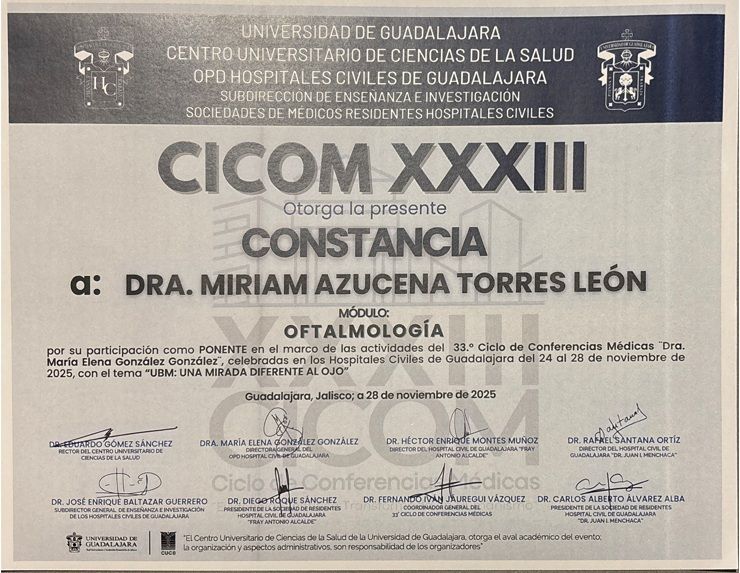 UNIVERSIDAD DE GUADALAJARA
CENTRO UNIVERSITARIO DE CIENCIAS DE LA SALUD
OPD HOSPITALES CIVILES DE GUADALAJARA
SUBDIRECCIÓN DE ENSEÑANZA E INVESTIGACIÓN
SOCIEDADES DE MÉDICOS RESIDENTES HOSPITALES CIVILES
HC
CICOM XXXIII
Otorga la presente
CONSTANCIA
a: DRA. MIRIAM AZUCENA TORRES LEÓN
MÓDULO:
OFTALMOLOGÍA
por su participación como PONENTE en el marco de las actividades del 33.º Ciclo de Conferencias Médicas "Dra.
María Elena González González", celebradas en los Hospitales Civiles de Guadalajara del 24 al 28 de noviembre de
2025, con el tema "UBM: UNA MIRADA DIFERENTE AL OJO"
Guadalajara, Jalisco; a 28 de noviembre de 2025
XXXIII
CICOM
Ciclo de Conferencias Médicas
DR. EDUARDO GÓMEZ SÁNCHEZ
RECTOR DEL CENTRO UNIVERSITARIO DE
CIENCIAS DE LA SALUD
DRA. MARÍA ELENA GONZÁLEZ GONZÁLEZ
DIRECTORA GENERAL DEL
OPD HOSPITAL CIVIL DE GUADALAJARA
DR. HÉCTOR ENRIQUE MONTES MUÑOZ
DIRECTOR DEL HOSPITAL CIVIL DE GUADALAJARA "FRAY
ANTONIO ALCALDE"
DR. RAFAEL SANTANA ORTÍZ
DIRECTOR DEL HOSPITAL CIVIL DE
GUADALAJARA "DR. JUAN I. MENCHACA"
DR. JOSÉ ENRIQUE BALTAZAR GUERRERO
SUBDIRECTOR GENERAL DE ENSEÑANZA E INVESTIGACIÓN
DE LOS HOSPITALES CIVILES DE GUADALAJARA
DR. DIEGO ROQUE SÁNCHEZ
PRESIDENTE DE LA SOCIEDAD DE RESIDENTES
HOSPITAL CIVIL DE GUADALAJARA
"FRAY ANTONIO ALCALDE"
DR. FERNANDO IVÁN JAUREGUI VÁZQUEZ
COORDINADOR GENERAL DEL
33° CICLO DE CONFERENCIAS MÉDICAS
DR. CARLOS ALBERTO ÁLVAREZ ALBA
PRESIDENTE DE LA SOCIEDAD DE RESIDENTES
HOSPITAL CIVIL DE GUADALAJARA
"DR. JUAN I. MENCHACA"
UNIVERSIDAD DE
GUADALAJARA
CUCS
"El Centro Universitario de Ciencias de la Salud de la Universidad de Guadalajara, otorga el aval académico del evento;
la organización y aspectos administrativos, son responsabilidad de los organizadores"